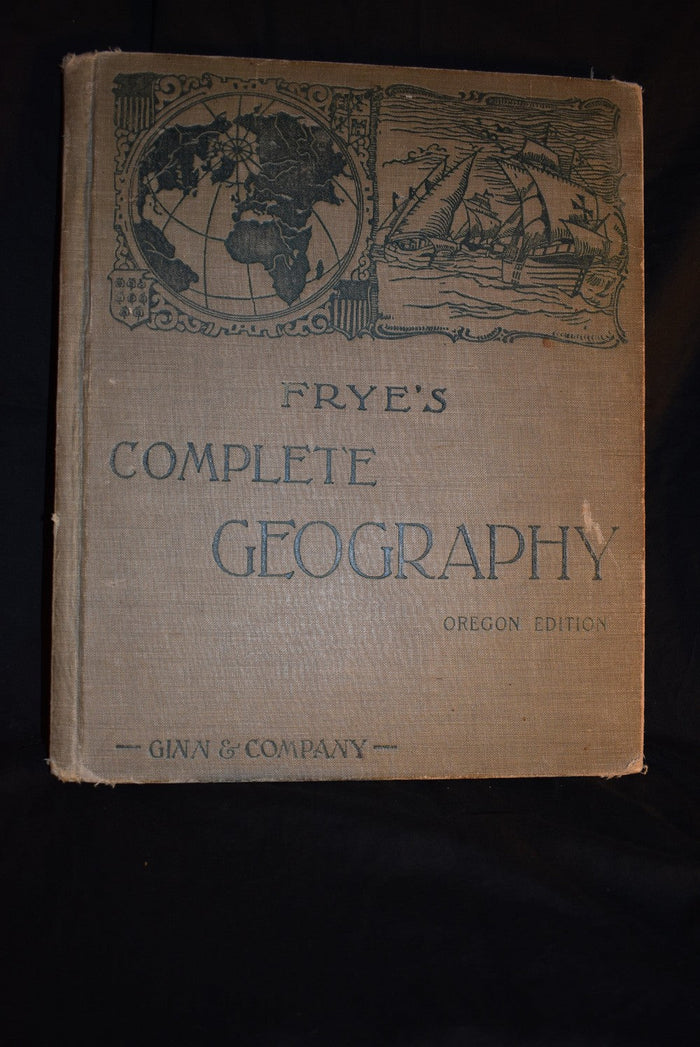 FRYE'S
COMPLETE
GEOGRAPHY
OREGON EDITION
— GINN & COMPANY —